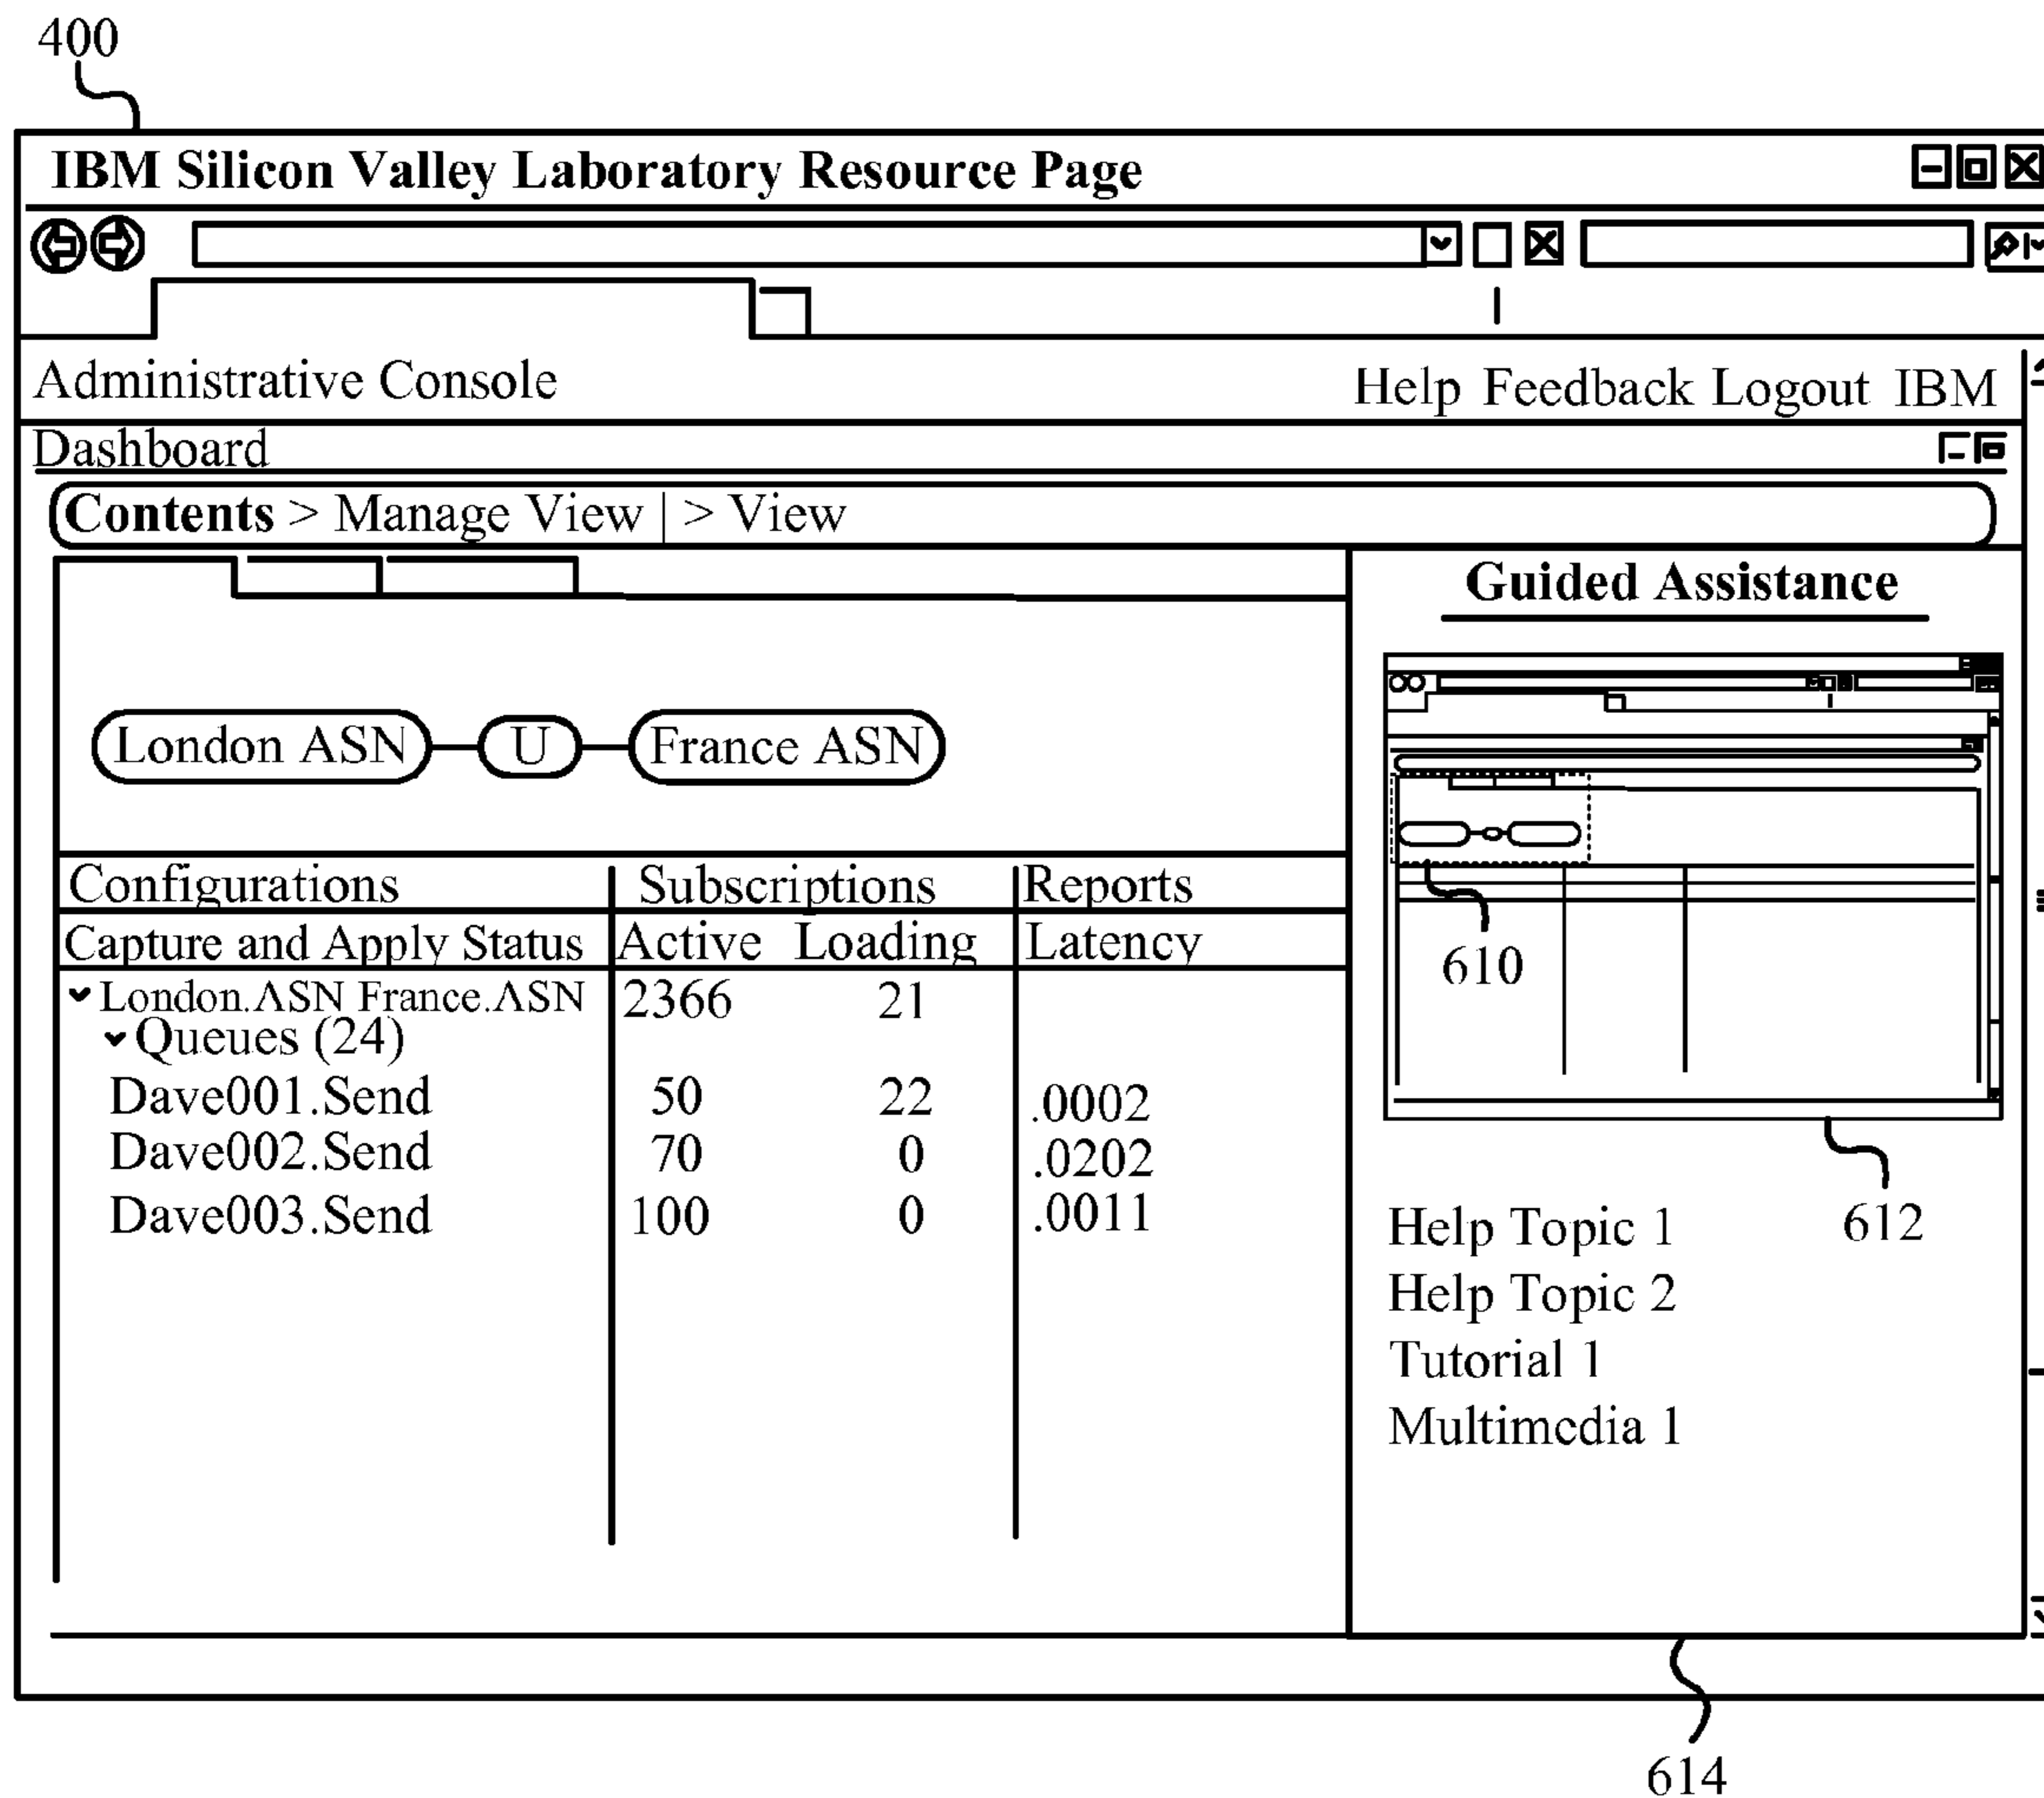 400
IBM Silicon Valley Laboratory Resource Page
Administrative Console Help Feedback Logout IBM
Dashboard
Contents > Manage View | > View
Guided Assistance
London ASN U France ASN
Configurations Subscriptions Reports
Capture and Apply Status Active Loading Latency
London.ASN France.ASN 2366 21
Queues (24)
Dave001.Send 50 22 .0002
Dave002.Send 70 0 .0202
Dave003.Send 100 0 .0011
610
612
Help Topic 1
Help Topic 2
Tutorial 1
Multimedia 1
614